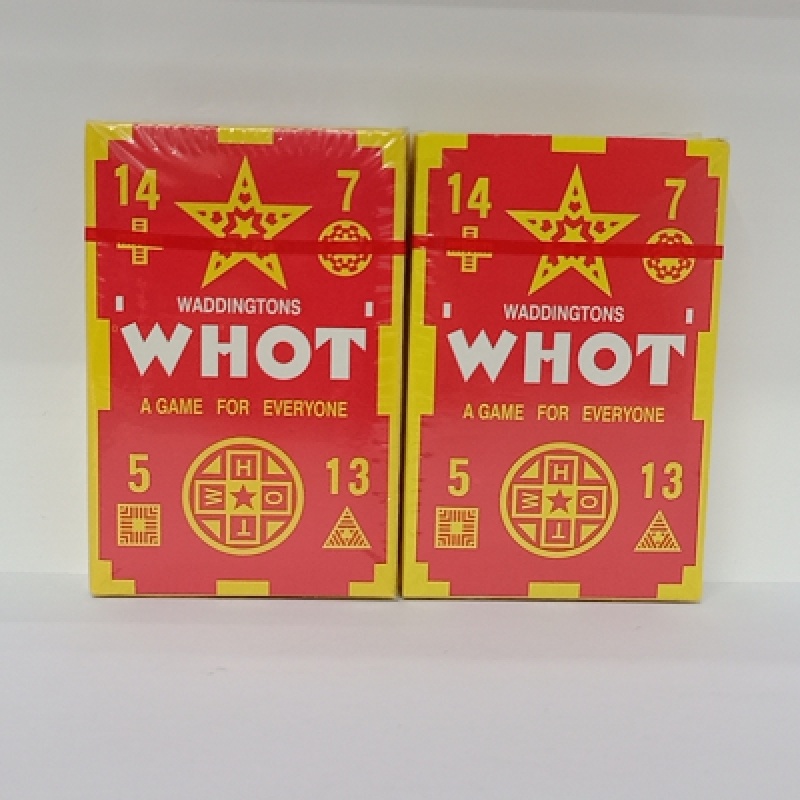 14 7
WADDINGTONS
WHOT
A GAME FOR EVERYONE
5 13
H
W O
T
14 7
WADDINGTONS
WHOT
A GAME FOR EVERYONE
5 13
H
W O
T